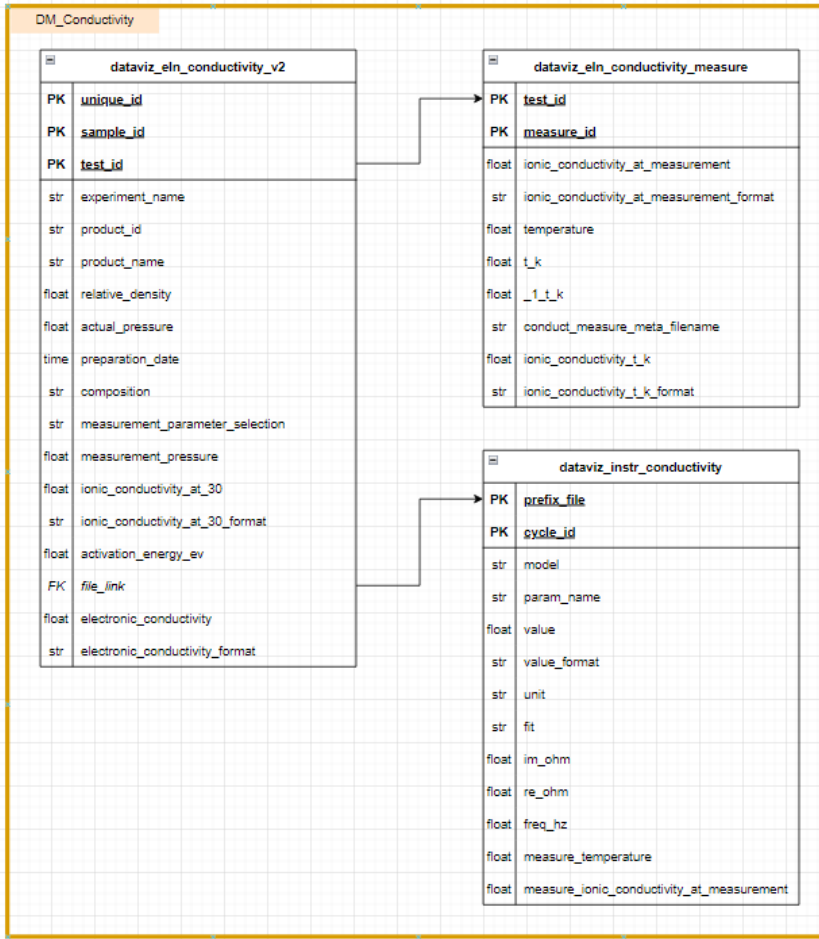 DM_Conductivity
dataviz_eln_conductivity_v2
PK unique_id
PK sample_id
PK test_id
str experiment_name
str product_id
str product_name
float relative_density
float actual_pressure
time preparation_date
str composition
str measurement_parameter_selection
float measurement_pressure
float ionic_conductivity_at_30
str ionic_conductivity_at_30_format
float activation_energy_ev
FK file_link
float electronic_conductivity
str electronic_conductivity_format
dataviz_eln_conductivity_measure
PK test_id
PK measure_id
float ionic_conductivity_at_measurement
str ionic_conductivity_at_measurement_format
float temperature
float t_k
float _1_t_k
str conduct_measure_meta_filename
float ionic_conductivity_t_k
str ionic_conductivity_t_k_format
dataviz_instr_conductivity
PK prefix_file
PK cycle_id
str model
str param_name
float value
str value_format
str unit
str fit
float im_ohm
float re_ohm
float freq_hz
float measure_temperature
float measure_ionic_conductivity_at_measurement